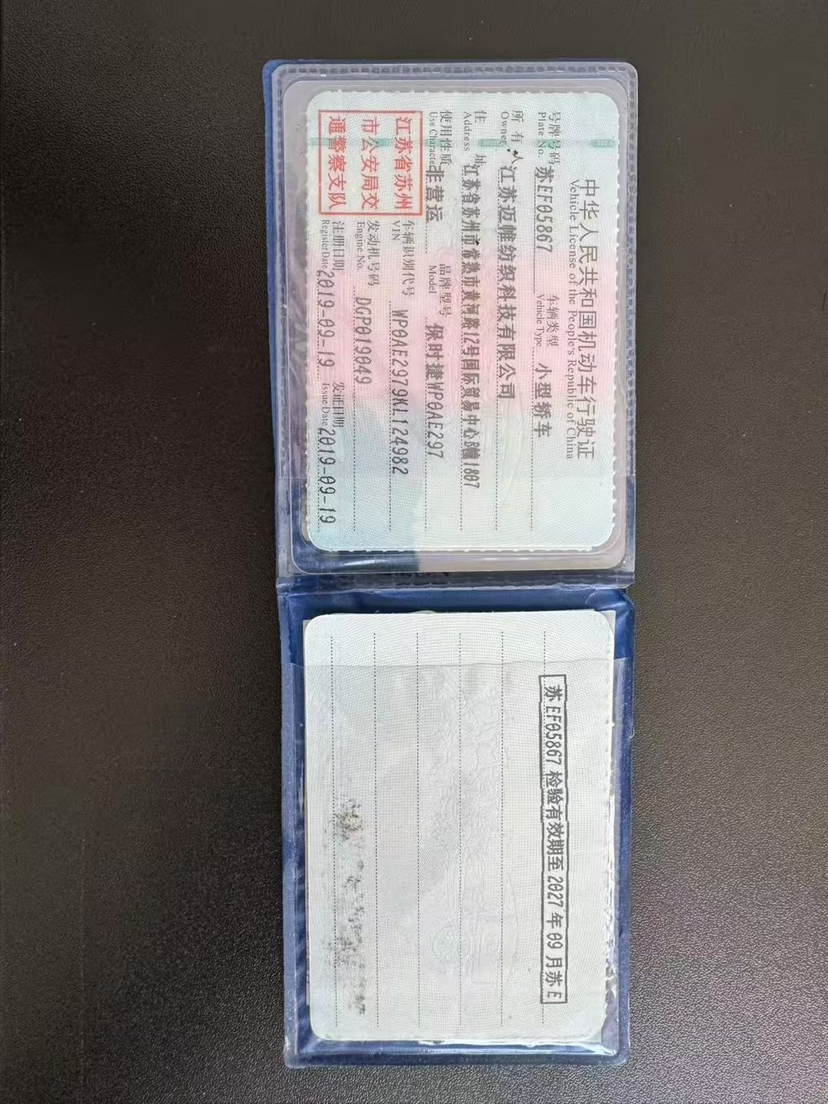 中华人民共和国机动车行驶证
Vehicle License of the People's Republic of China
号牌号码 苏EF05867 车辆类型 小型轿车
Plate No. Vehicle Type
所有人 江苏迈帷纺织科技有限公司
Owner
住址 江苏省苏州市常熟市黄河路12号国际贸易中心B幢1807
Address
使用性质 非营运 品牌型号 保时捷WP0AE297
Use Character Model
江苏省苏州
市公安局交
通警察支队
车辆识别代号 WP0AE2979KL124982
VIN
发动机号码 DGP019049
Engine No.
注册日期 2019-09-19 发证日期 2019-09-19
Register Date Issue Date
苏EF05867 检验有效期至 2027 年 09 月苏E